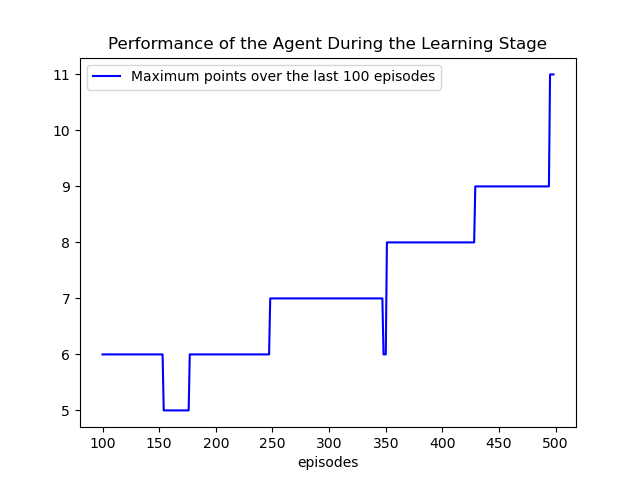 Performance of the Agent During the Learning Stage
Maximum points over the last 100 episodes
11
10
9
8
7
6
5
100 150 200 250 300 350 400 450 500
episodes